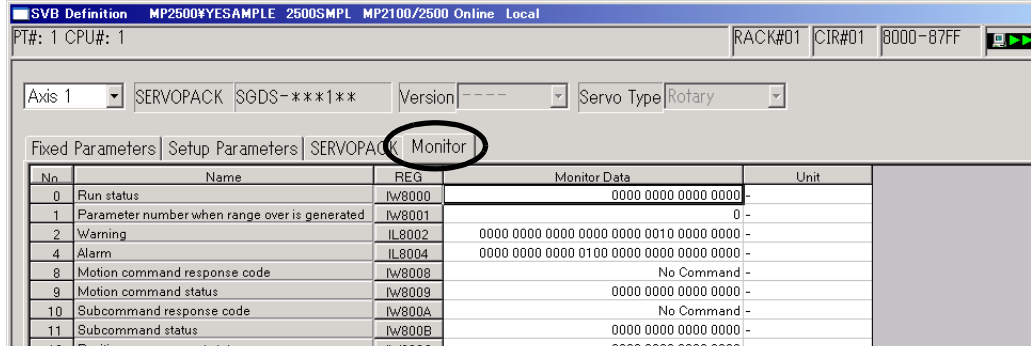 SVB Definition MP2500¥YESAMPLE 2500SMPL MP2100/2500 Online Local
PT#: 1 CPU#: 1 RACK#01 CIR#01 8000-87FF
Axis 1 SERVOPACK SGDS-***1** Version ---- Servo Type Rotary
Fixed Parameters Setup Parameters SERVOPACK Monitor
No Name REG Monitor Data Unit
0 Run status IW8000 0000 0000 0000 0000 -
1 Parameter number when range over is generated IW8001 0 -
2 Warning IL8002 0000 0000 0000 0000 0000 0010 0000 0000 -
4 Alarm IL8004 0000 0000 0000 0100 0000 0000 0000 0000 -
8 Motion command response code IW8008 No Command -
9 Motion command status IW8009 0000 0000 0000 0000 -
10 Subcommand response code IW800A No Command -
11 Subcommand status IW800B 0000 0000 0000 0000 -